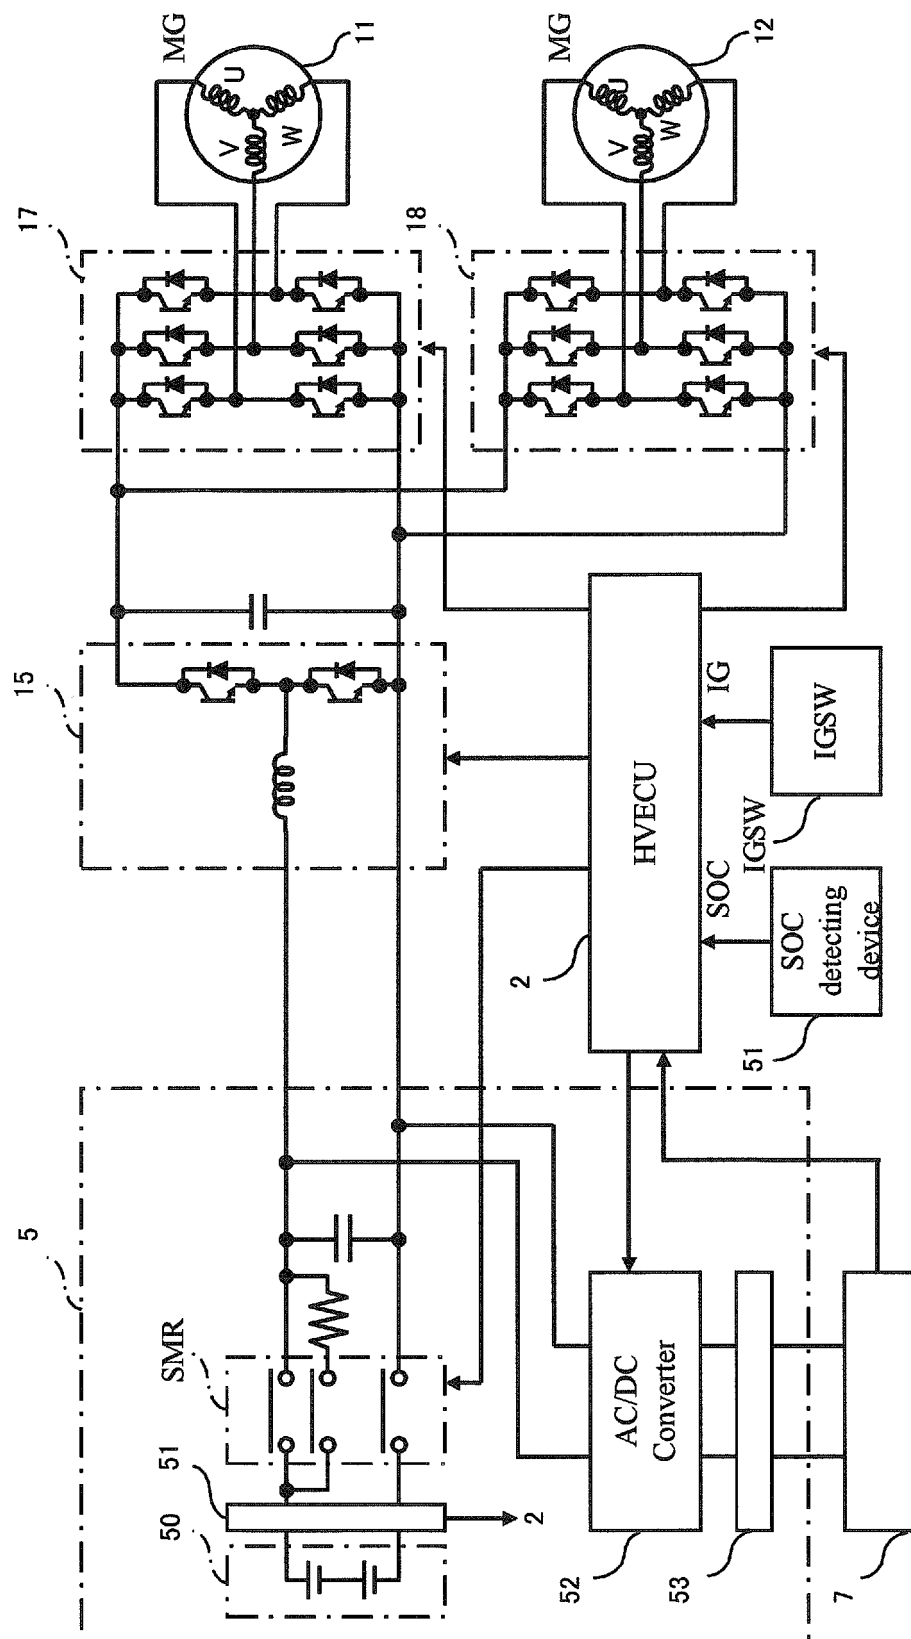 MG
11
U
V
W
17
MG
12
U
V
W
18
15
HVECU
2
IG
IGSW
IGSW
SOC
SOC
detecting
device
51
5
SMR
51
50
2
AC/DC
Converter
52
53
7